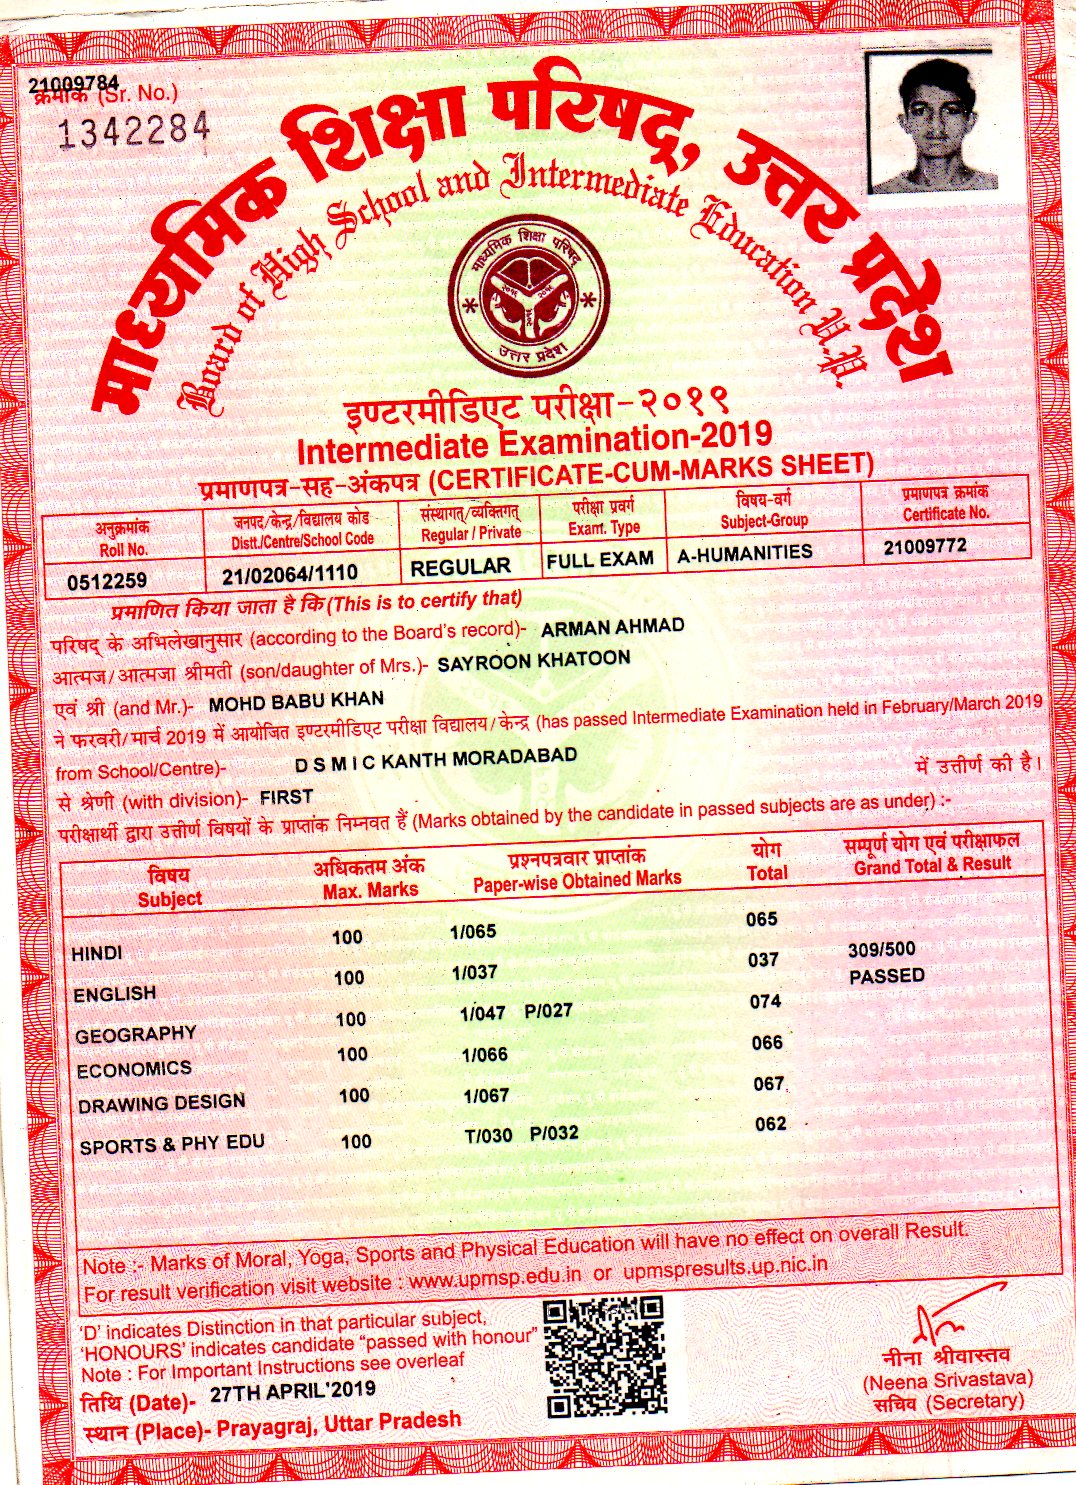 21009784
क्रमांक (Sr. No.)
1342284
माध्यमिक शिक्षा परिषद्, उत्तर प्रदेश
Board of High School and Intermediate Education U.P.
माध्यमिक शिक्षा परिषद्
उत्तर प्रदेश
इण्टरमीडिएट परीक्षा-२०१९
Intermediate Examination-2019
प्रमाणपत्र-सह-अंकपत्र (CERTIFICATE-CUM-MARKS SHEET)
अनुक्रमांक जनपद/केन्द्र/विद्यालय कोड संस्थागत्/व्यक्तिगत् परीक्षा प्रवर्ग विषय-वर्ग प्रमाणपत्र क्रमांक
Roll No. Distt./Centre/School Code Regular / Private Exam. Type Subject-Group Certificate No.
0512259 21/02064/1110 REGULAR FULL EXAM A-HUMANITIES 21009772
प्रमाणित किया जाता है कि (This is to certify that)
परिषद् के अभिलेखानुसार (according to the Board's record)- ARMAN AHMAD
आत्मज/आत्मजा श्रीमती (son/daughter of Mrs.)- SAYROON KHATOON
एवं श्री (and Mr.)- MOHD BABU KHAN
ने फरवरी/मार्च 2019 में आयोजित इण्टरमीडिएट परीक्षा विद्यालय/केन्द्र (has passed Intermediate Examination held in February/March 2019
from School/Centre)- D S M I C KANTH MORADABAD में उत्तीर्ण की है।
से श्रेणी (with division)- FIRST
परीक्षार्थी द्वारा उत्तीर्ण विषयों के प्राप्तांक निम्नवत हैं (Marks obtained by the candidate in passed subjects are as under) :-
विषय अधिकतम अंक प्रश्नपत्रवार प्राप्तांक योग सम्पूर्ण योग एवं परीक्षाफल
Subject Max. Marks Paper-wise Obtained Marks Total Grand Total & Result
HINDI 100 1/065 065
ENGLISH 100 1/037 037 309/500
PASSED
GEOGRAPHY 100 1/047 P/027 074
ECONOMICS 100 1/066 066
DRAWING DESIGN 100 1/067 067
SPORTS & PHY EDU 100 T/030 P/032 062
Note :- Marks of Moral, Yoga, Sports and Physical Education will have no effect on overall Result.
For result verification visit website : www.upmsp.edu.in or upmspresults.up.nic.in
'D' indicates Distinction in that particular subject,
'HONOURS' indicates candidate "passed with honour"
Note : For Important Instructions see overleaf
तिथि (Date)- 27TH APRIL'2019
स्थान (Place)- Prayagraj, Uttar Pradesh
नीना श्रीवास्तव
(Neena Srivastava)
सचिव (Secretary)